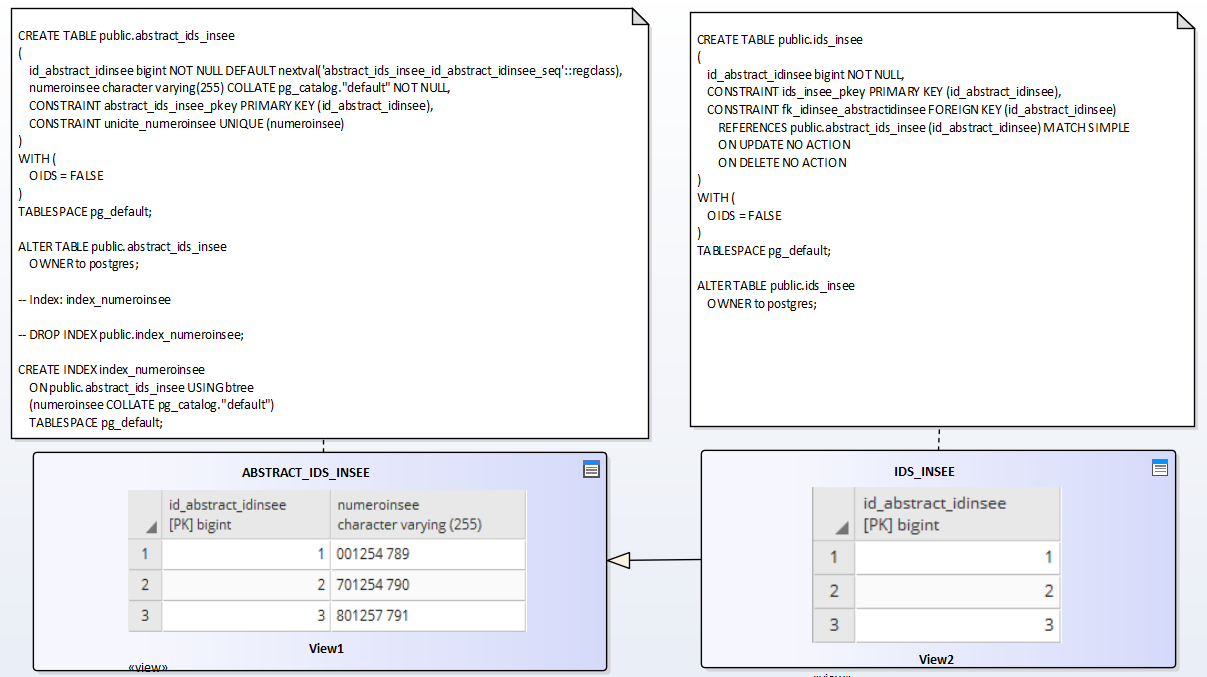 CREATE TABLE public.abstract_ids_insee
(
id_abstract_idinsee bigint NOT NULL DEFAULT nextval('abstract_ids_insee_id_abstract_idinsee_seq'::regclass),
numeroinsee character varying(255) COLLATE pg_catalog."default" NOT NULL,
CONSTRAINT abstract_ids_insee_pkey PRIMARY KEY (id_abstract_idinsee),
CONSTRAINT unicite_numeroinsee UNIQUE (numeroinsee)
)
WITH (
OIDS = FALSE
)
TABLESPACE pg_default;
ALTER TABLE public.abstract_ids_insee
OWNER to postgres;
-- Index: index_numeroinsee
-- DROP INDEX public.index_numeroinsee;
CREATE INDEX index_numeroinsee
ON public.abstract_ids_insee USING btree
(numeroinsee COLLATE pg_catalog."default")
TABLESPACE pg_default;
CREATE TABLE public.ids_insee
(
id_abstract_idinsee bigint NOT NULL,
CONSTRAINT ids_insee_pkey PRIMARY KEY (id_abstract_idinsee),
CONSTRAINT fk_idinsee_abstractidinsee FOREIGN KEY (id_abstract_idinsee)
REFERENCES public.abstract_ids_insee (id_abstract_idinsee) MATCH SIMPLE
ON UPDATE NO ACTION
ON DELETE NO ACTION
)
WITH (
OIDS = FALSE
)
TABLESPACE pg_default;
ALTER TABLE public.ids_insee
OWNER to postgres;
ABSTRACT_IDS_INSEE
id_abstract_idinsee numeroinsee
[PK] bigint character varying (255)
1 1 001254 789
2 2 701254 790
3 3 801257 791
View1
«view»
IDS_INSEE
id_abstract_idinsee
[PK] bigint
1 1
2 2
3 3
View2